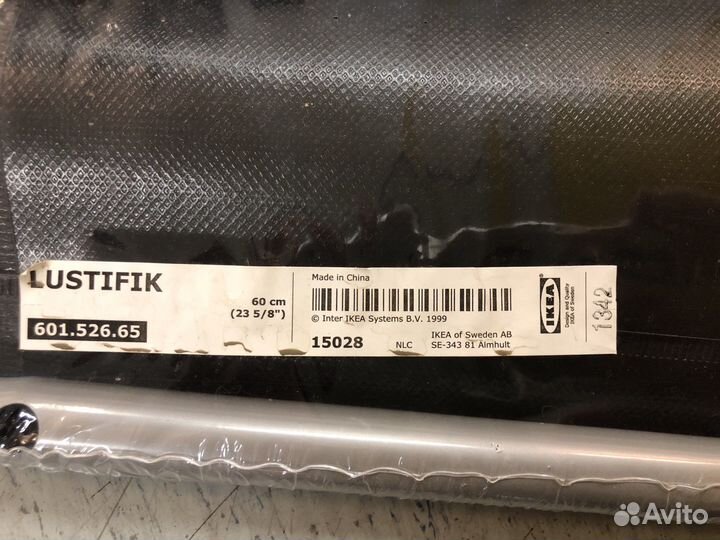 LUSTIFIK
60 cm
(23 5/8")
601.526.65
Made in China
© Inter IKEA Systems B.V. 1999
15028
NLC
IKEA of Sweden AB
SE-343 81 Älmhult
IKEA
Design and Quality
IKEA of Sweden
1342
Avito